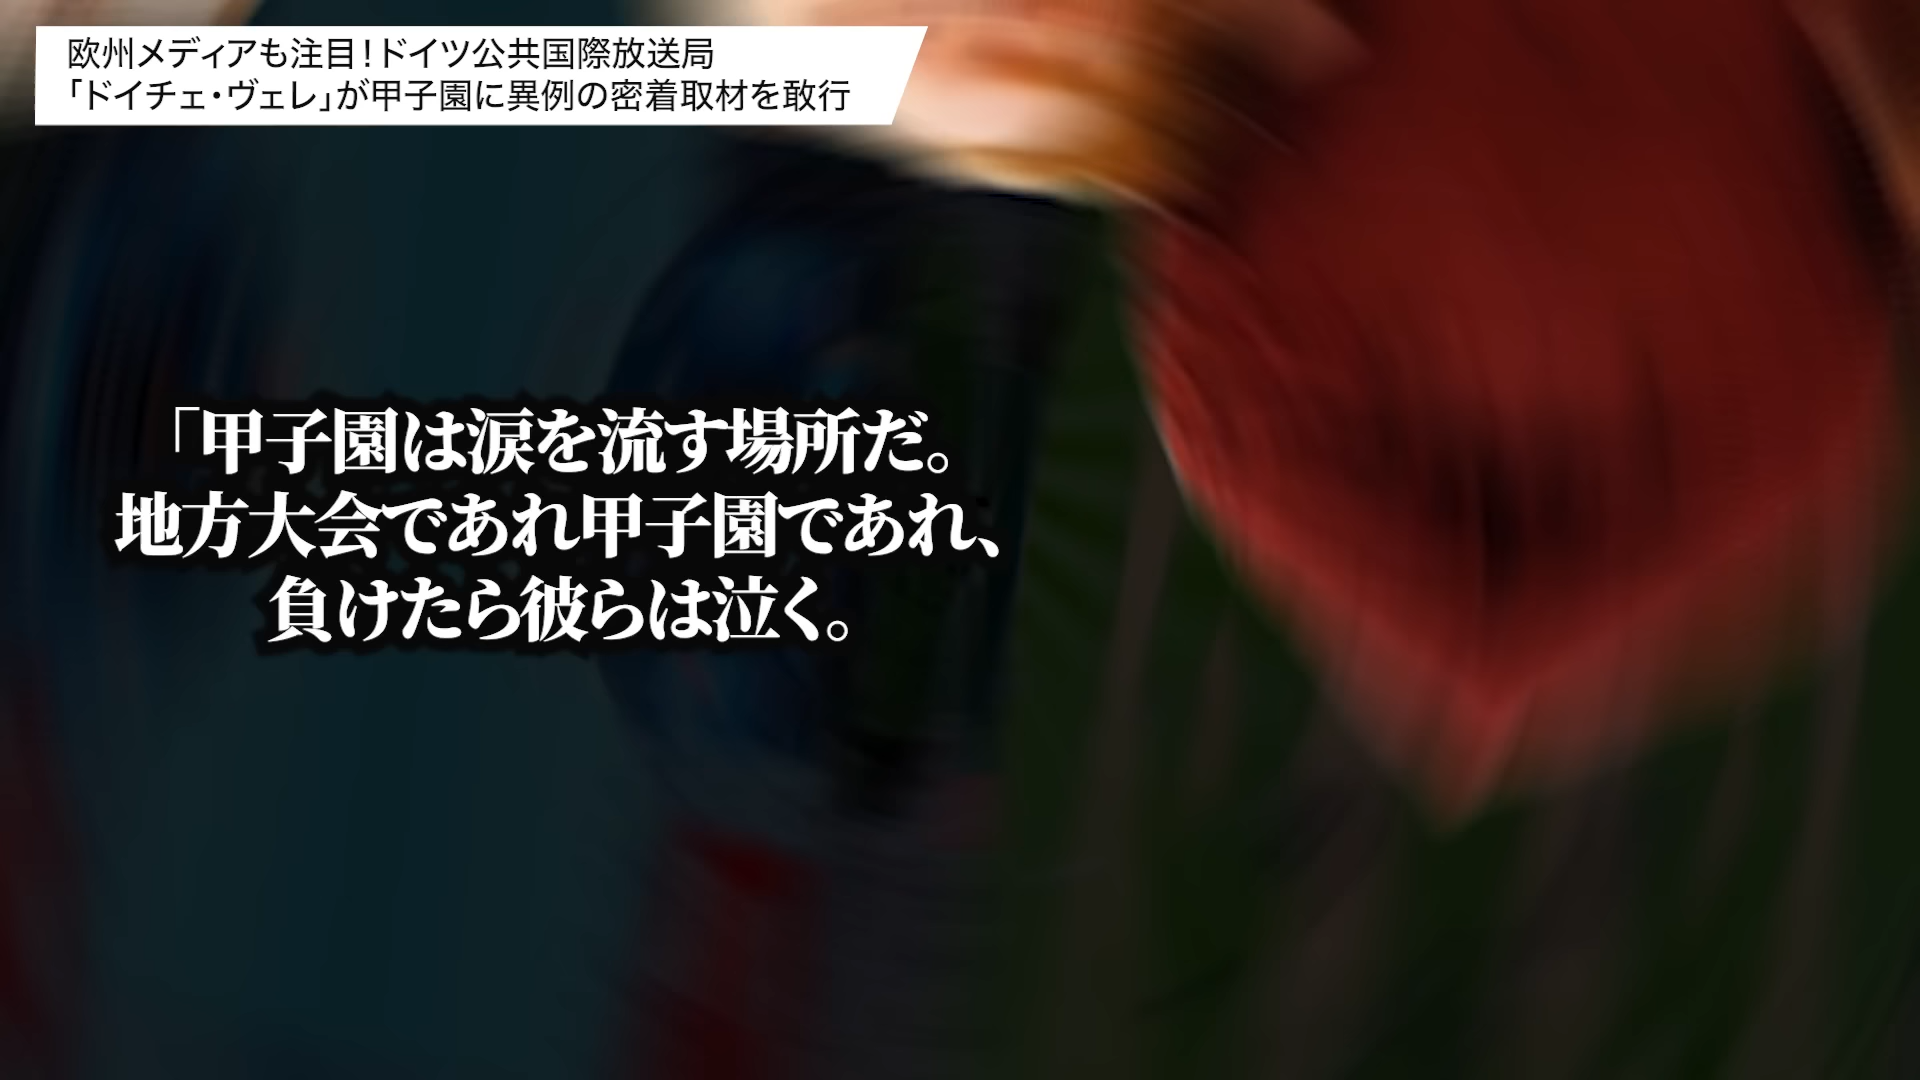 欧州メディアも注目！ドイツ公共国際放送局
「ドイチェ・ヴェレ」が甲子園に異例の密着取材を敢行
「甲子園は涙を流す場所だ。
地方大会であれ甲子園であれ、
負けたら彼らは泣く。